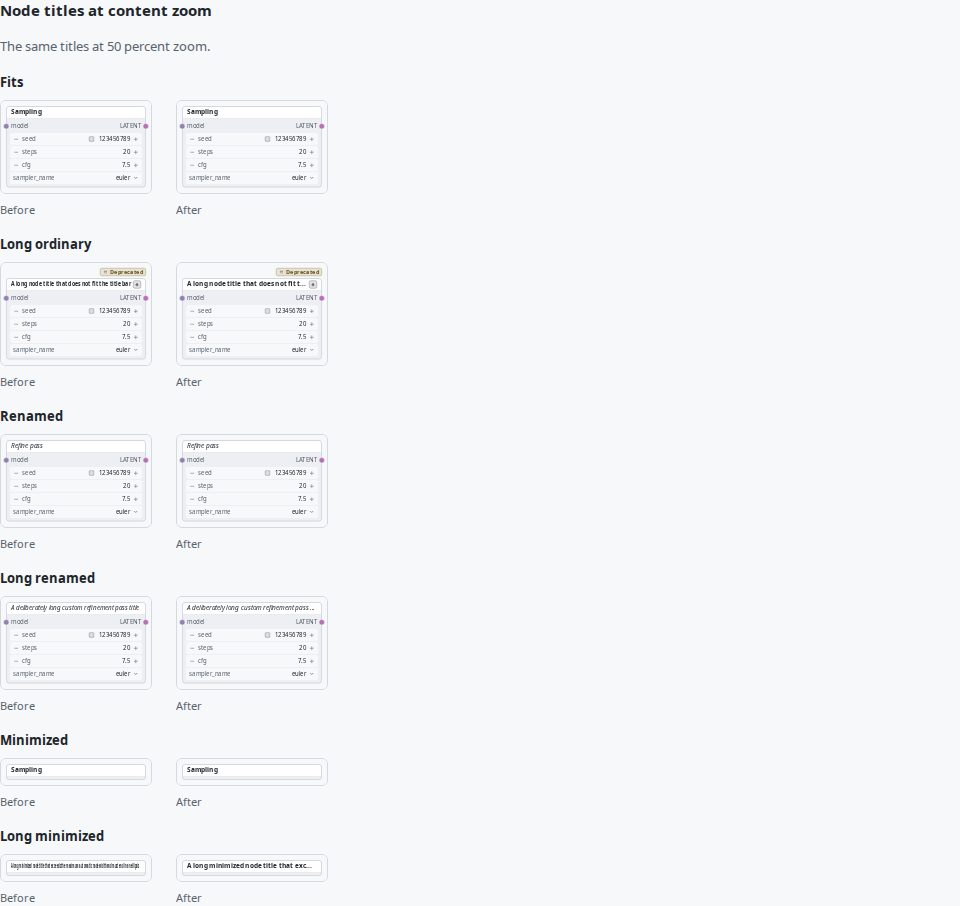 Node titles at content zoom
The same titles at 50 percent zoom.
Fits
Sampling Sampling
model LATENT model LATENT
− seed 123456789 + − seed 123456789 +
− steps 20 + − steps 20 +
− cfg 7.5 + − cfg 7.5 +
sampler_name euler sampler_name euler
Before After
Long ordinary
Deprecated Deprecated
A long node title that does not fit the title bar A long node title that does not fit t...
model LATENT model LATENT
− seed 123456789 + − seed 123456789 +
− steps 20 + − steps 20 +
− cfg 7.5 + − cfg 7.5 +
sampler_name euler sampler_name euler
Before After
Renamed
Refine pass Refine pass
model LATENT model LATENT
− seed 123456789 + − seed 123456789 +
− steps 20 + − steps 20 +
− cfg 7.5 + − cfg 7.5 +
sampler_name euler sampler_name euler
Before After
Long renamed
A deliberately long custom refinement pass title A deliberately long custom refinement pass ...
model LATENT model LATENT
− seed 123456789 + − seed 123456789 +
− steps 20 + − steps 20 +
− cfg 7.5 + − cfg 7.5 +
sampler_name euler sampler_name euler
Before After
Minimized
Sampling Sampling
Before After
Long minimized
A long minimized node title that exc...
Before After